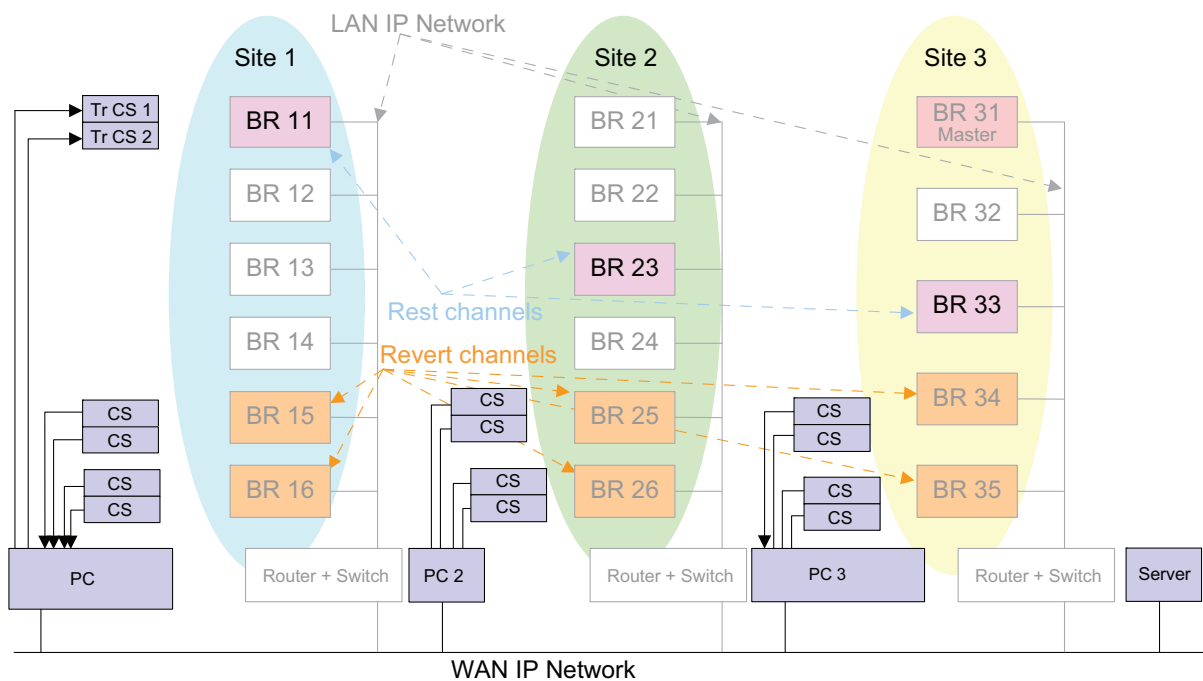 LAN IP Network
Site 1
Site 2
Site 3
Tr CS 1
Tr CS 2
BR 11
BR 21
BR 31
Master
BR 12
BR 22
BR 32
BR 13
BR 23
BR 33
Rest channels
BR 14
BR 24
Revert channels
BR 34
CS
CS
BR 15
CS
CS
BR 25
CS
CS
CS
CS
BR 16
CS
CS
BR 26
CS
CS
BR 35
PC
Router + Switch
PC 2
Router + Switch
PC 3
Router + Switch
Server
WAN IP Network